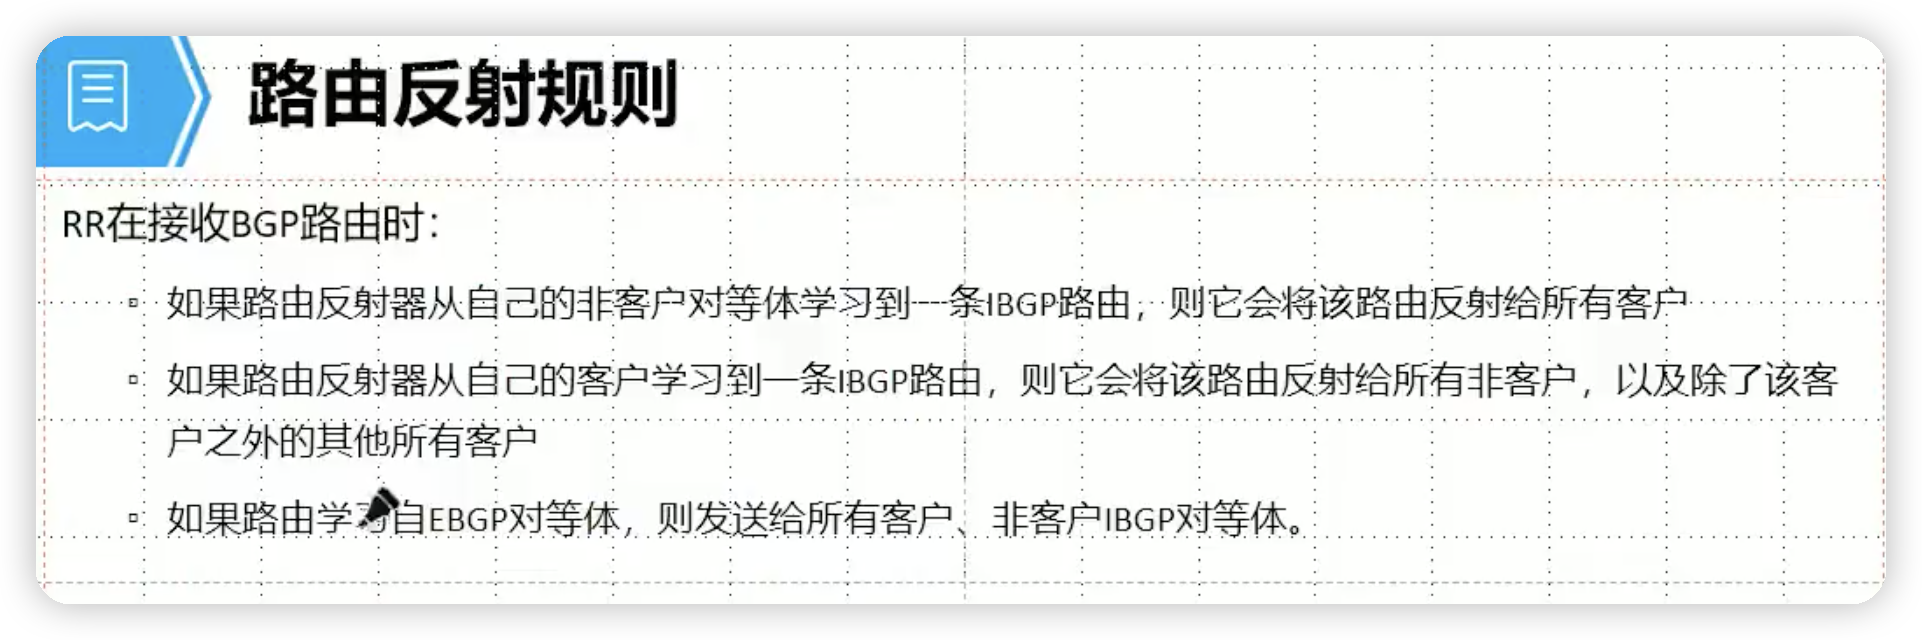 路由反射规则
RR在接收BGP路由时：
如果路由反射器从自己的非客户对等体学习到一条IBGP路由，则它会将该路由反射给所有客户
如果路由反射器从自己的客户学习到一条IBGP路由，则它会将该路由反射给所有非客户，以及除了该客
户之外的其他所有客户
如果路由学习自EBGP对等体，则发送给所有客户、非客户IBGP对等体。